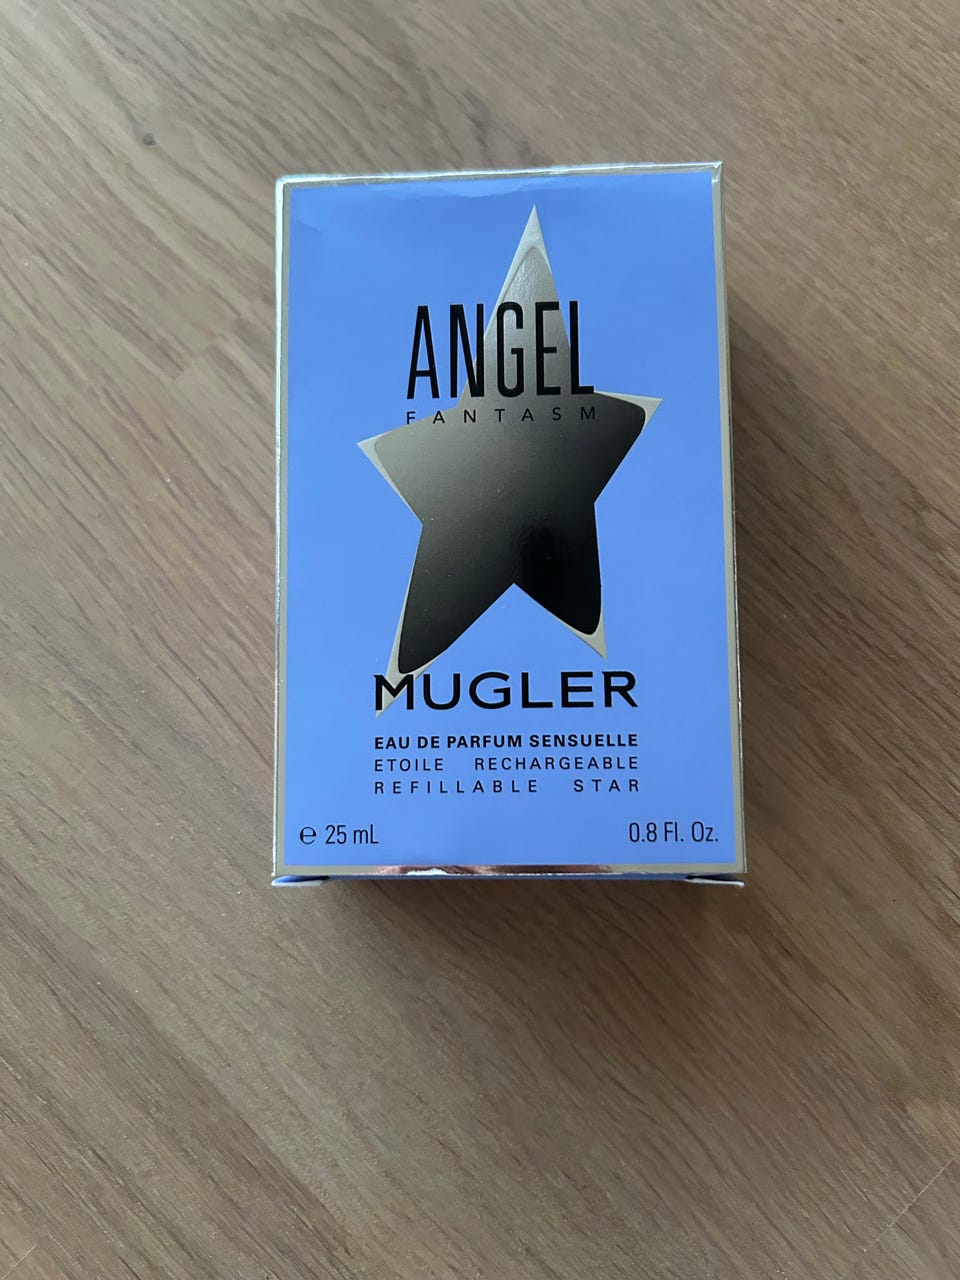 ANGEL
FANTASM
MUGLER
EAU DE PARFUM SENSUELLE
ETOILE RECHARGEABLE
REFILLABLE STAR
℮ 25 mL 0.8 Fl. Oz.